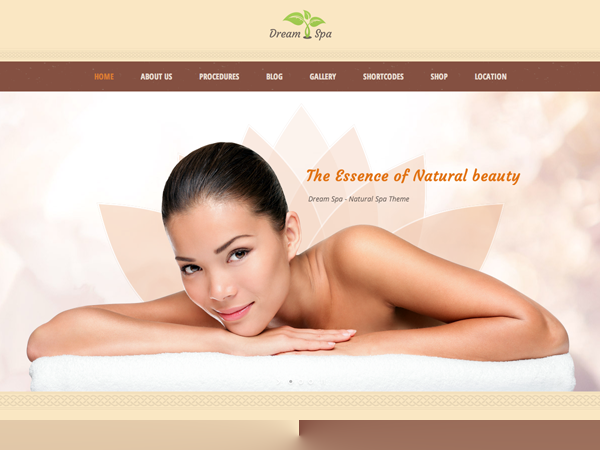 Dream Spa
HOME ABOUT US PROCEDURES BLOG GALLERY SHORTCODES SHOP LOCATION
The Essence of Natural beauty
Dream Spa - Natural Spa Theme